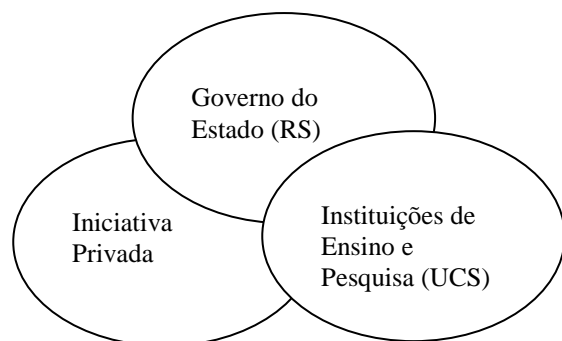 Governo do
Estado (RS)
Iniciativa
Privada
Instituições de
Ensino e
Pesquisa (UCS)